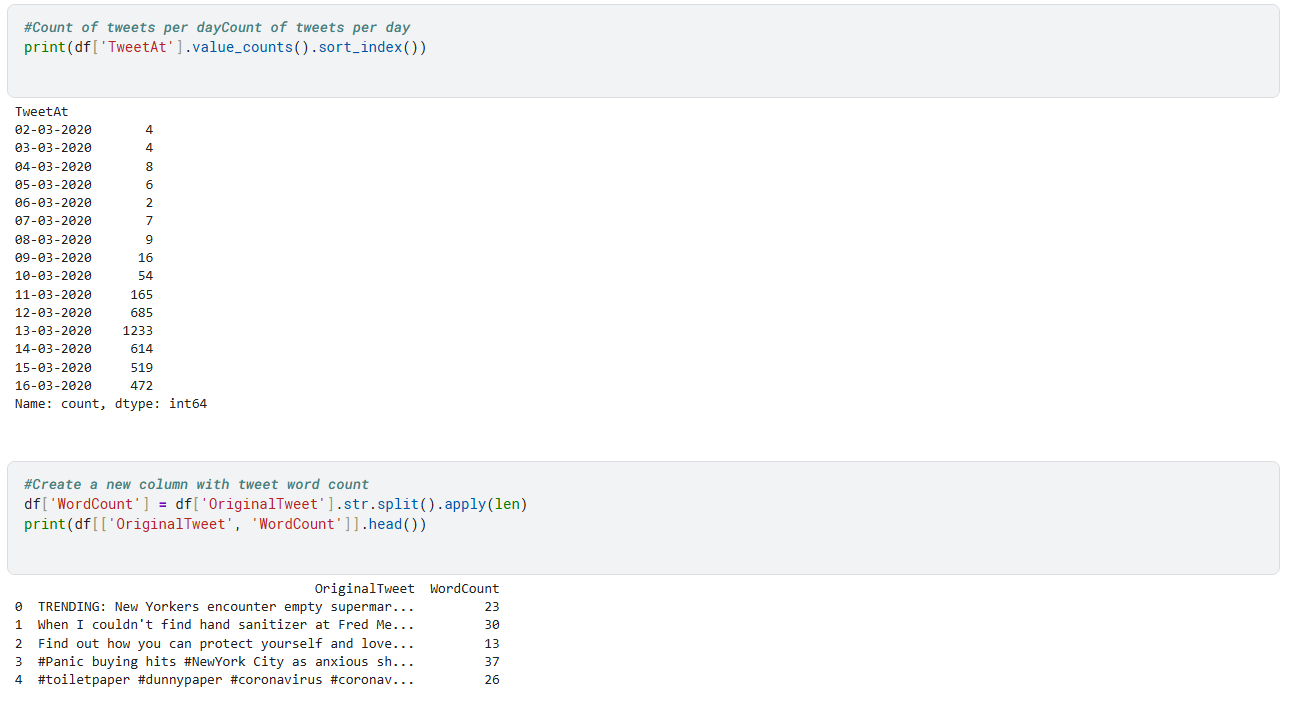 #Count of tweets per dayCount of tweets per day
print(df['TweetAt'].value_counts().sort_index())
TweetAt
02-03-2020       4
03-03-2020       4
04-03-2020       8
05-03-2020       6
06-03-2020       2
07-03-2020       7
08-03-2020       9
09-03-2020      16
10-03-2020      54
11-03-2020     165
12-03-2020     685
13-03-2020    1233
14-03-2020     614
15-03-2020     519
16-03-2020     472
Name: count, dtype: int64
#Create a new column with tweet word count
df['WordCount'] = df['OriginalTweet'].str.split().apply(len)
print(df[['OriginalTweet', 'WordCount']].head())
                                       OriginalTweet  WordCount
0  TRENDING: New Yorkers encounter empty supermar...         23
1  When I couldn't find hand sanitizer at Fred Me...         30
2  Find out how you can protect yourself and love...         13
3  #Panic buying hits #NewYork City as anxious sh...         37
4  #toiletpaper #dunnypaper #coronavirus #coronav...         26